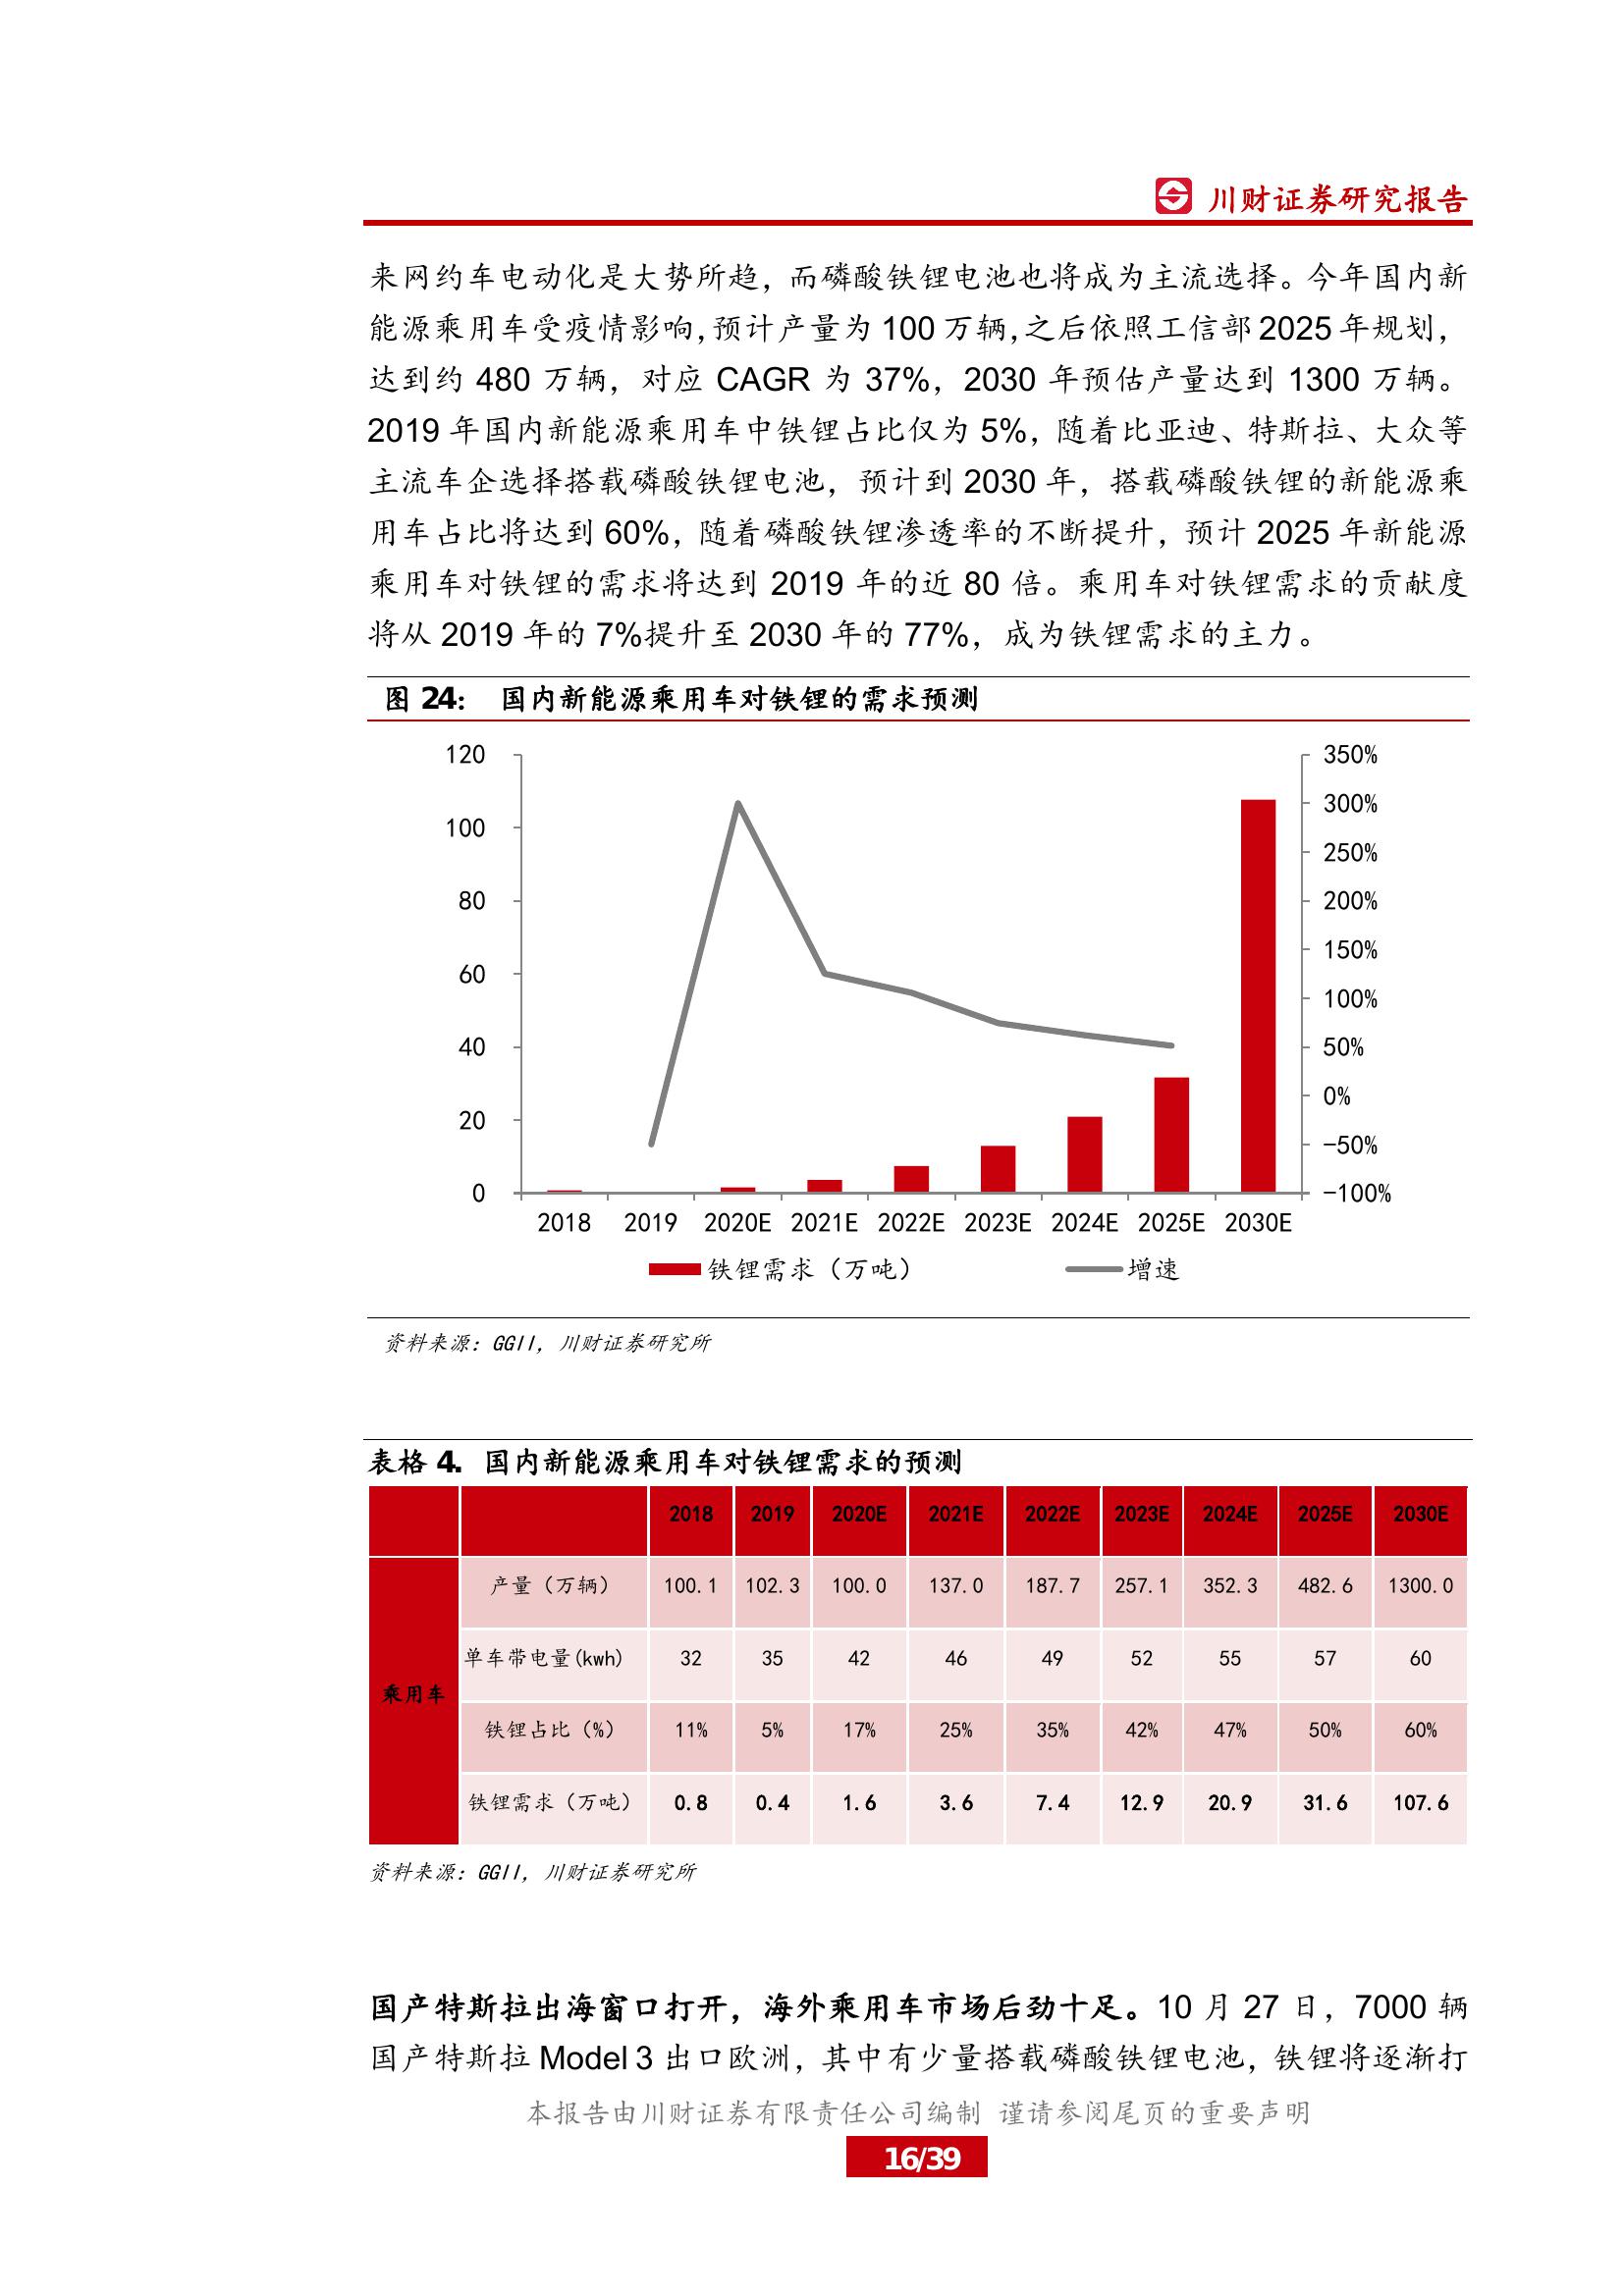 川财证券研究报告
来网约车电动化是大势所趋，而磷酸铁锂电池也将成为主流选择。今年国内新
能源乘用车受疫情影响,预计产量为 100 万辆,之后依照工信部 2025 年规划，
达到约 480 万辆，对应 CAGR 为 37%，2030 年预估产量达到 1300 万辆。
2019 年国内新能源乘用车中铁锂占比仅为 5%，随着比亚迪、特斯拉、大众等
主流车企选择搭载磷酸铁锂电池，预计到 2030 年，搭载磷酸铁锂的新能源乘
用车占比将达到 60%，随着磷酸铁锂渗透率的不断提升，预计 2025 年新能源
乘用车对铁锂的需求将达到 2019 年的近 80 倍。乘用车对铁锂需求的贡献度
将从 2019 年的 7%提升至 2030 年的 77%，成为铁锂需求的主力。
图 24： 国内新能源乘用车对铁锂的需求预测
120 350%
300%
100 250%
80 200%
150%
60 100%
40 50%
0%
20 -50%
0 -100%
2018 2019 2020E 2021E 2022E 2023E 2024E 2025E 2030E
铁锂需求（万吨） 增速
资料来源：GGII，川财证券研究所
表格 4. 国内新能源乘用车对铁锂需求的预测
2018 2019 2020E 2021E 2022E 2023E 2024E 2025E 2030E
产量（万辆） 100.1 102.3 100.0 137.0 187.7 257.1 352.3 482.6 1300.0
单车带电量(kwh) 32 35 42 46 49 52 55 57 60
乘用车
铁锂占比（%） 11% 5% 17% 25% 35% 42% 47% 50% 60%
铁锂需求（万吨） 0.8 0.4 1.6 3.6 7.4 12.9 20.9 31.6 107.6
资料来源：GGII，川财证券研究所
国产特斯拉出海窗口打开，海外乘用车市场后劲十足。10 月 27 日，7000 辆
国产特斯拉 Model 3 出口欧洲，其中有少量搭载磷酸铁锂电池，铁锂将逐渐打
本报告由川财证券有限责任公司编制 谨请参阅尾页的重要声明
16/39